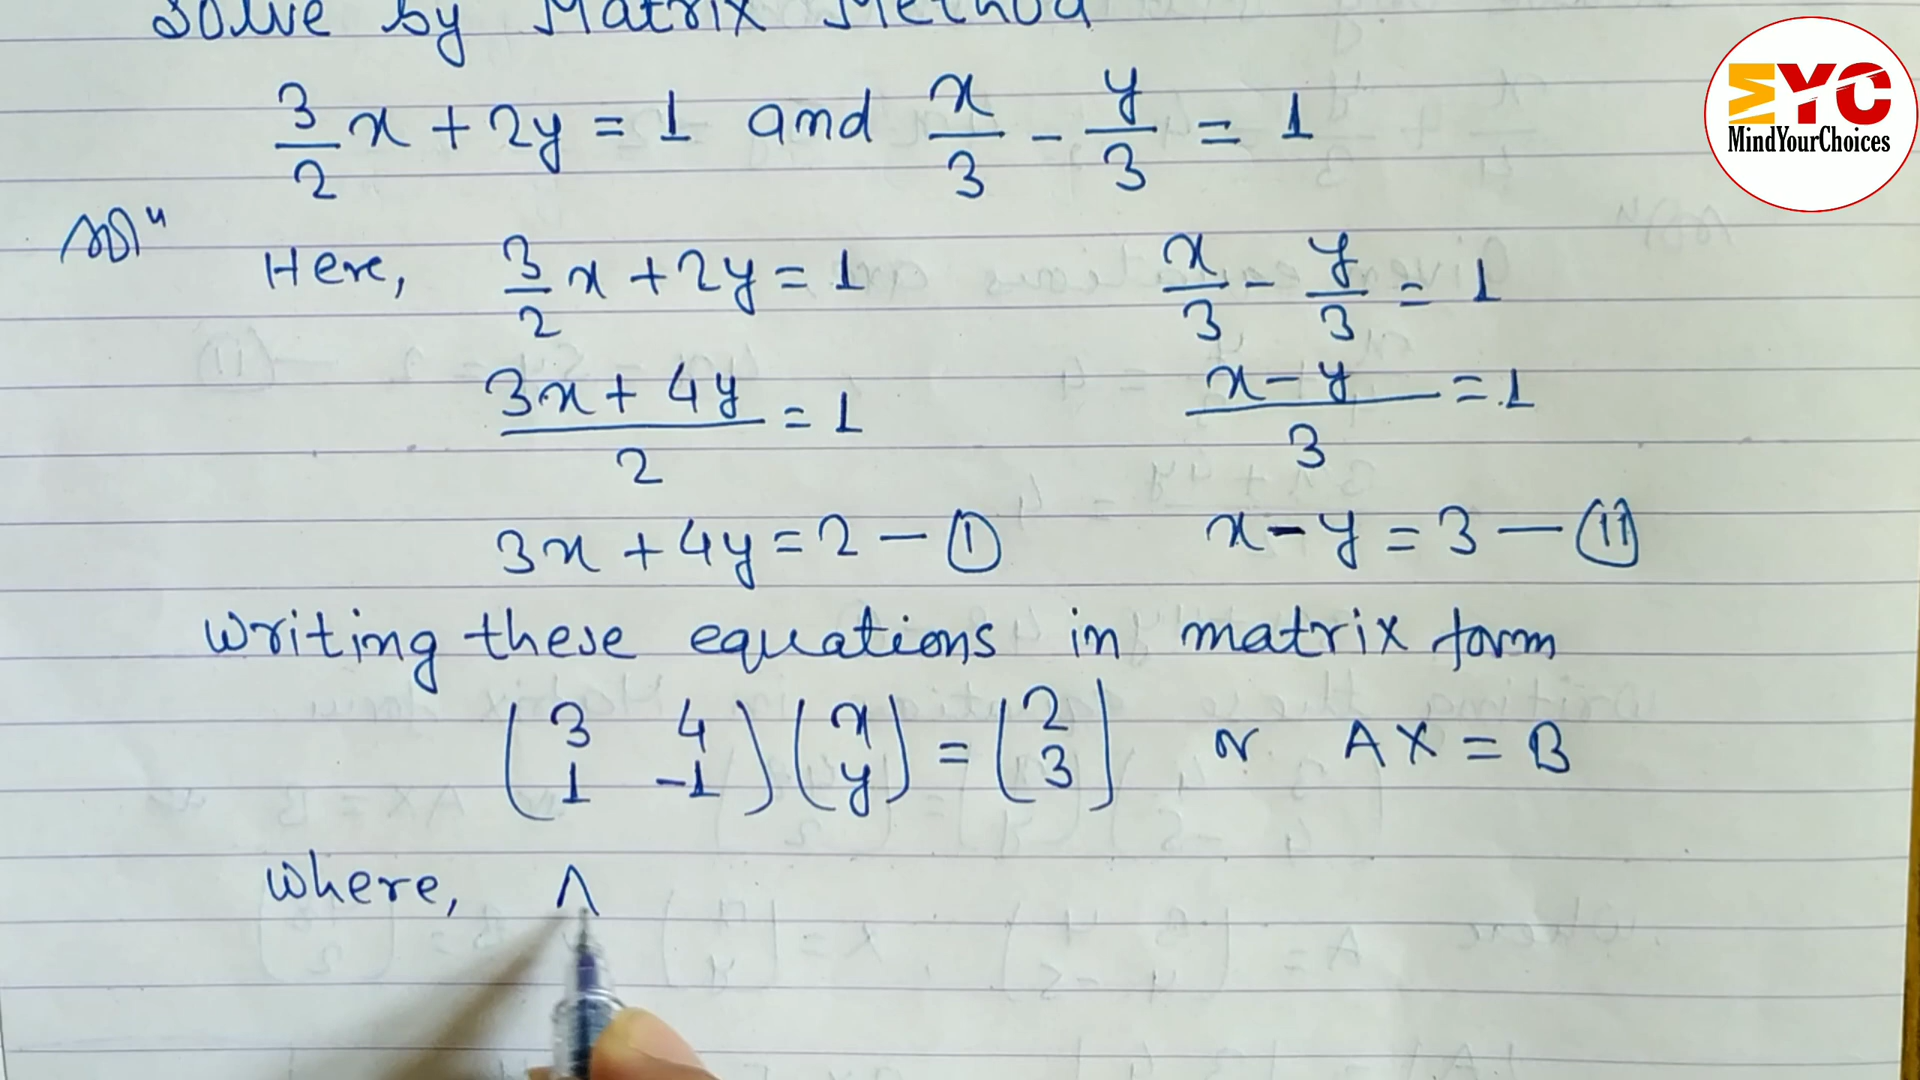 Solve by Matrix Method
3/2 x + 2y = 1 and x/3 - y/3 = 1
Here, 3/2 x + 2y = 1 x/3 - y/3 = 1
(3x + 4y)/2 = 1 (x - y)/3 = 1
3x + 4y = 2 — (I) x - y = 3 — (II)
Writing these equations in matrix form
(3 4) (x) = (2) or AX = B
(1 -1) (y) (3)
where,
MYC
MindYourChoices